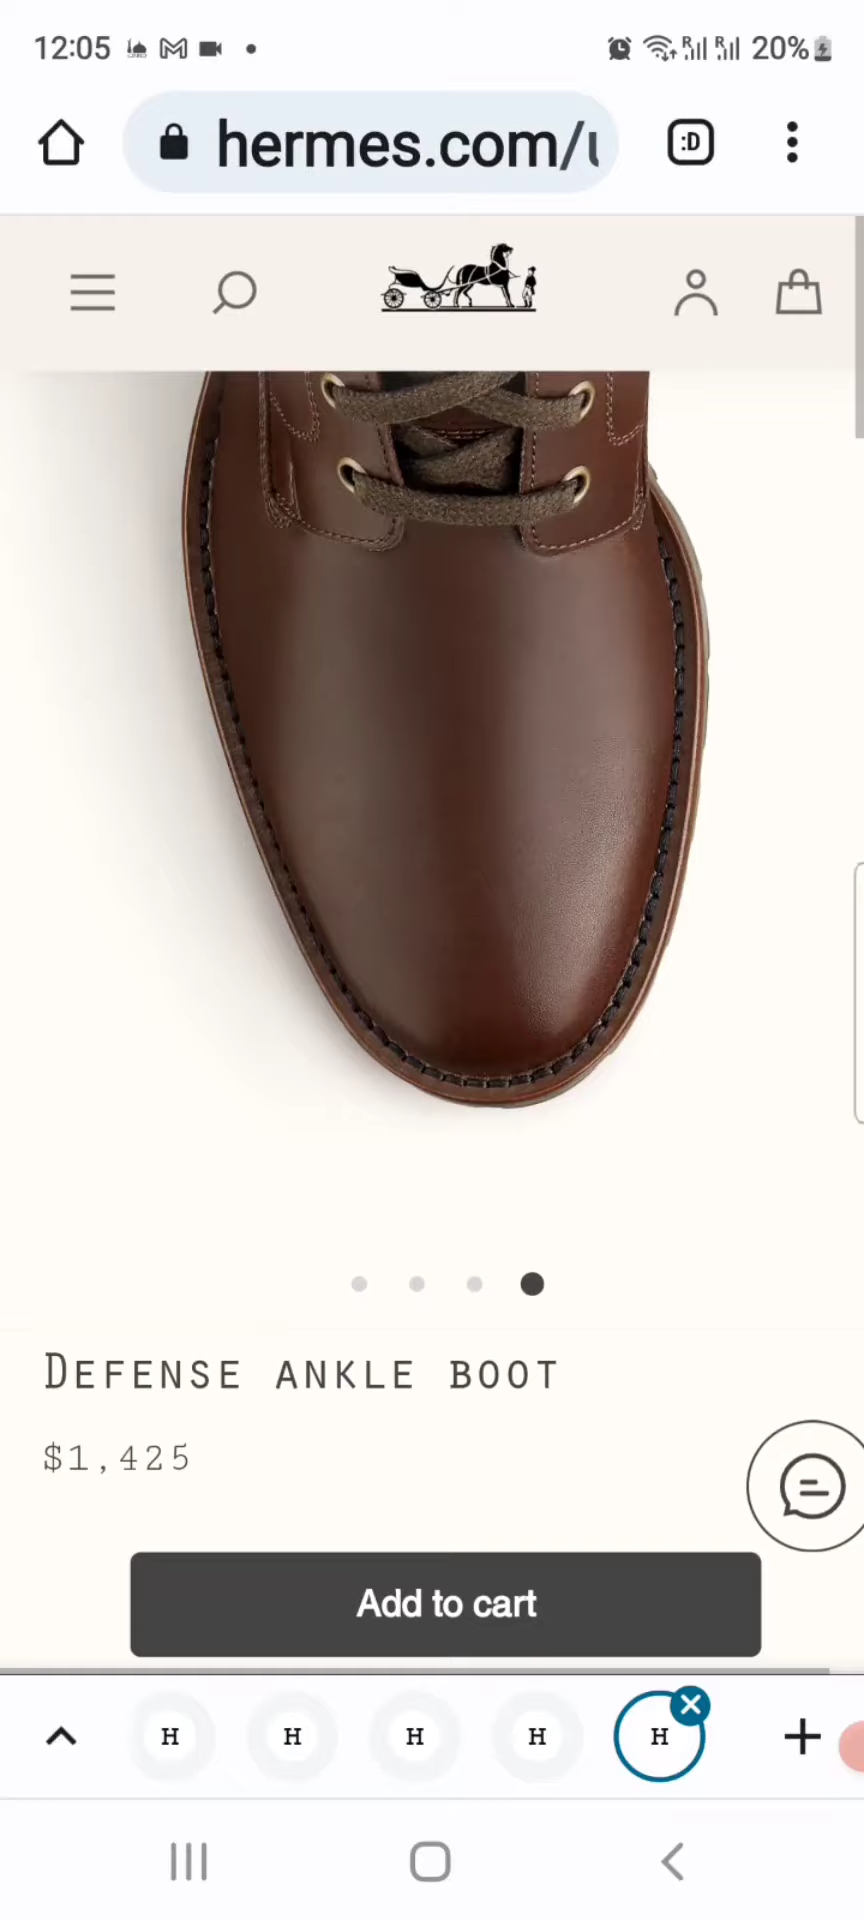 12:05 20%
hermes.com/u :D
DEFENSE ANKLE BOOT
$1,425
Add to cart
H H H H H